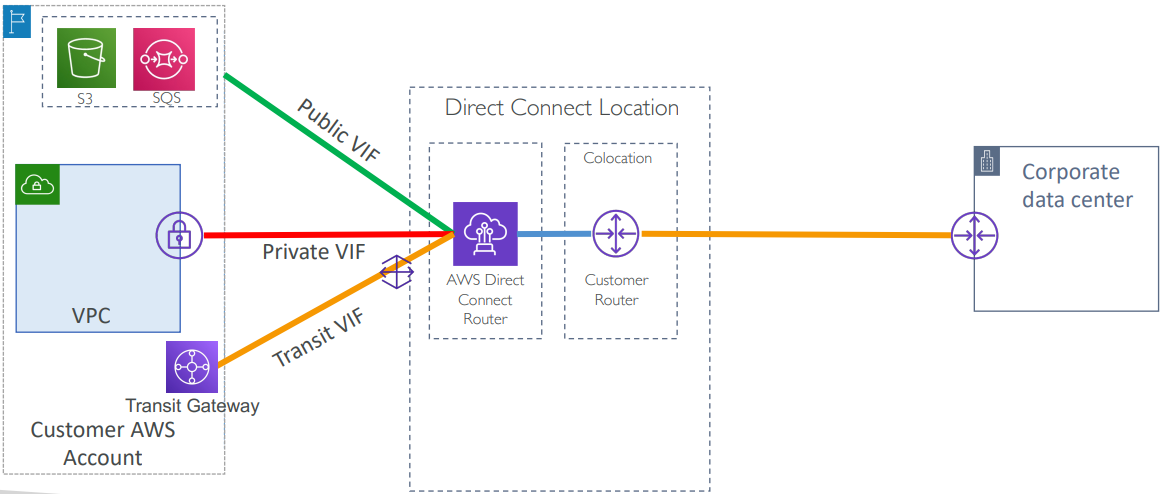 S3
SQS
Public VIF
Direct Connect Location
Colocation
Corporate
data center
Private VIF
AWS Direct
Connect
Router
Customer
Router
VPC
Transit VIF
Transit Gateway
Customer AWS
Account